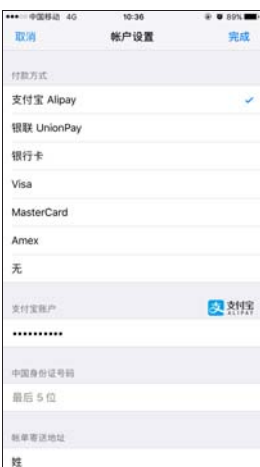 中国移动 4G 10:36 89%
取消 帐户设置 完成
付款方式
支付宝 Alipay
银联 UnionPay
银行卡
Visa
MasterCard
Amex
无
支付宝账户 支付宝 ALIPAY
••••••••••
中国身份证号码
最后 5 位
帐单寄送地址
姓